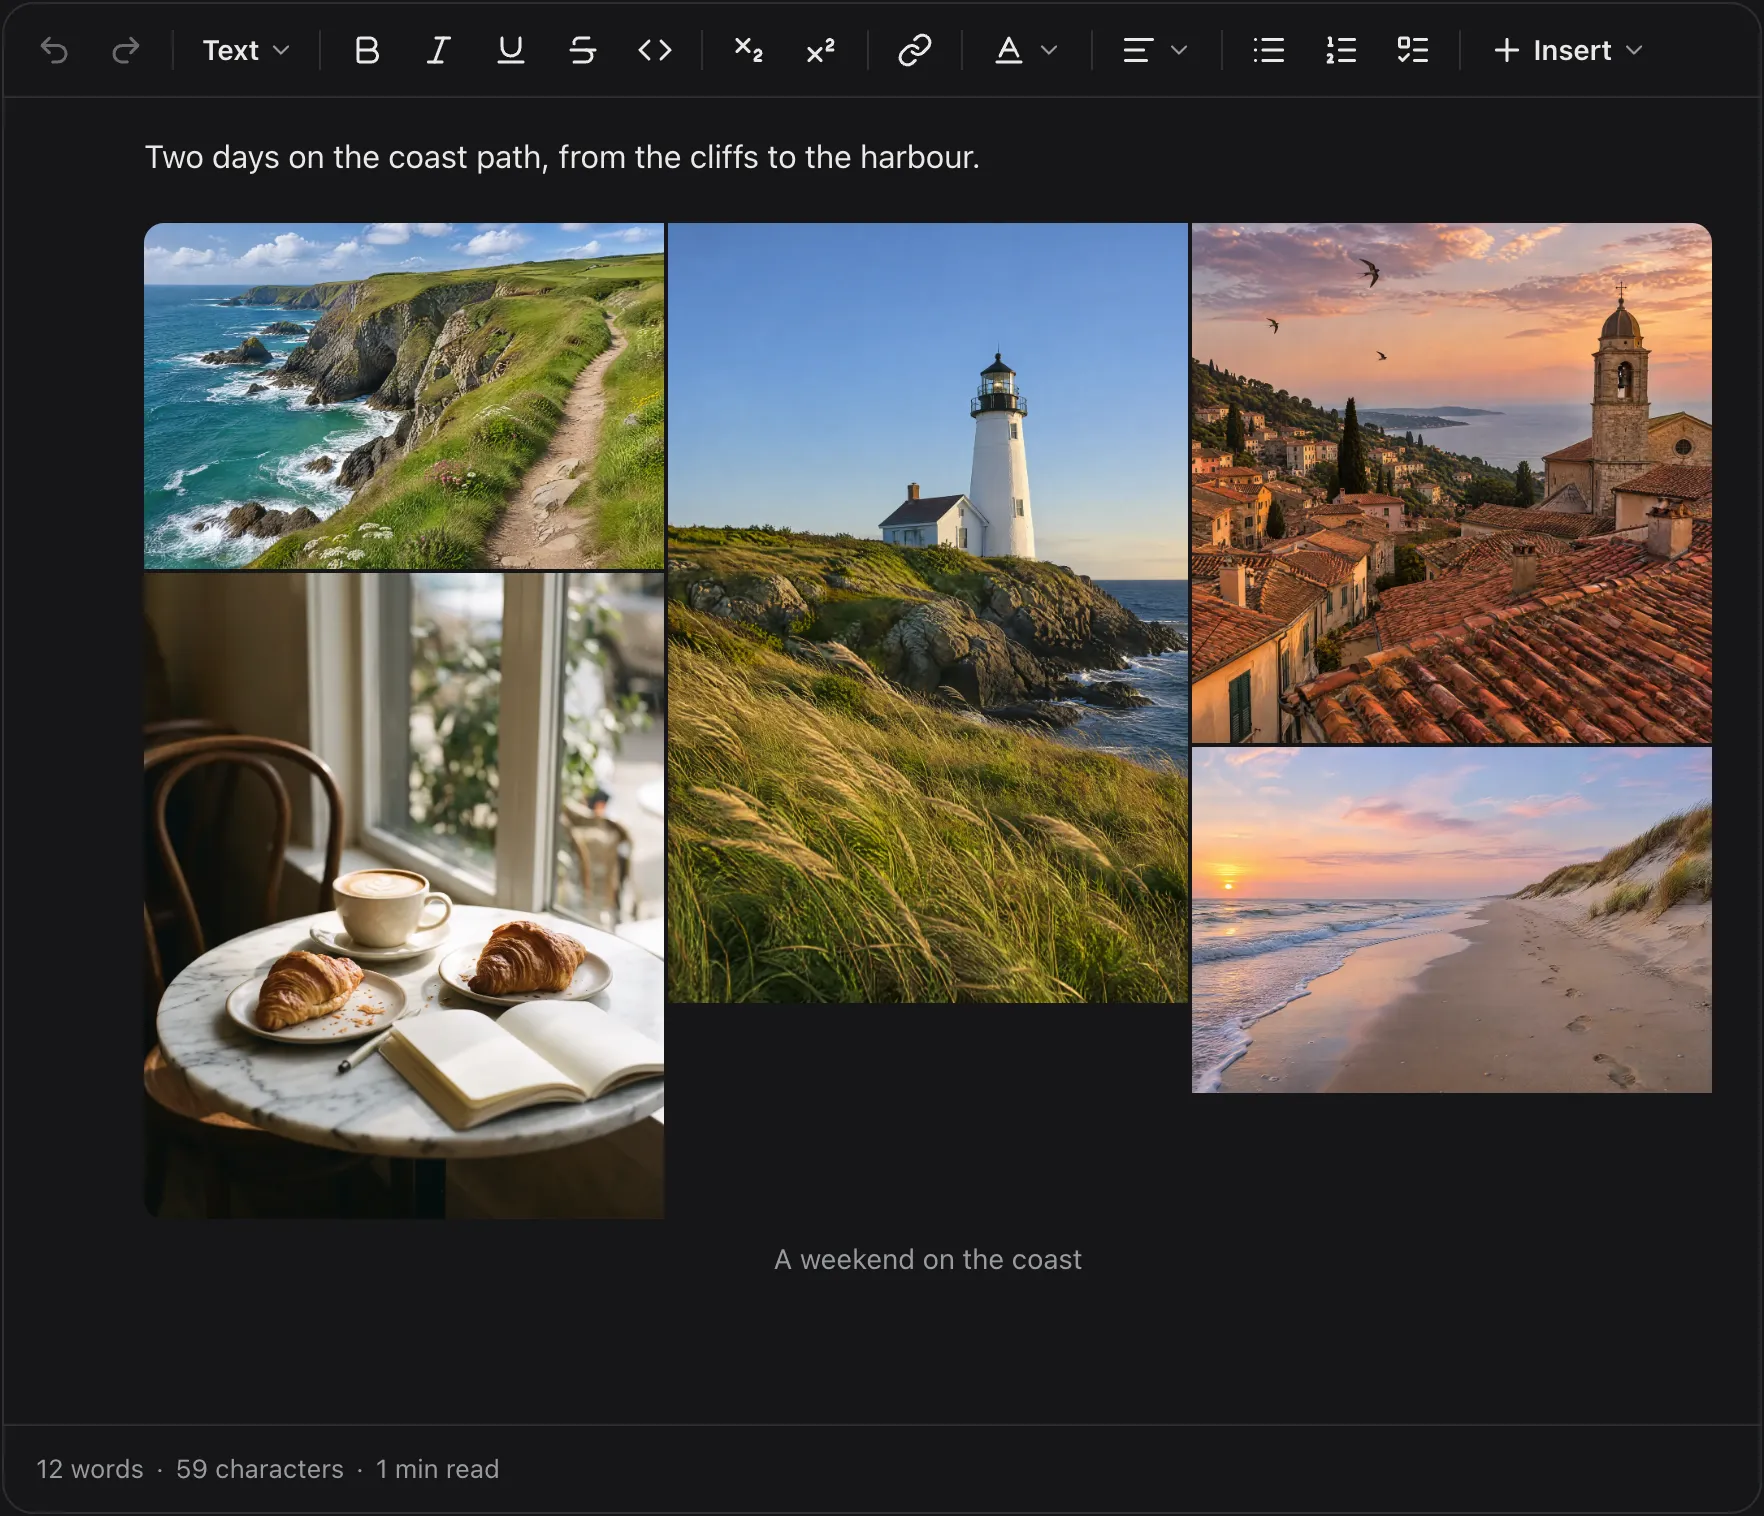 Text
Insert
Two days on the coast path, from the cliffs to the harbour.
A weekend on the coast
12 words · 59 characters · 1 min read